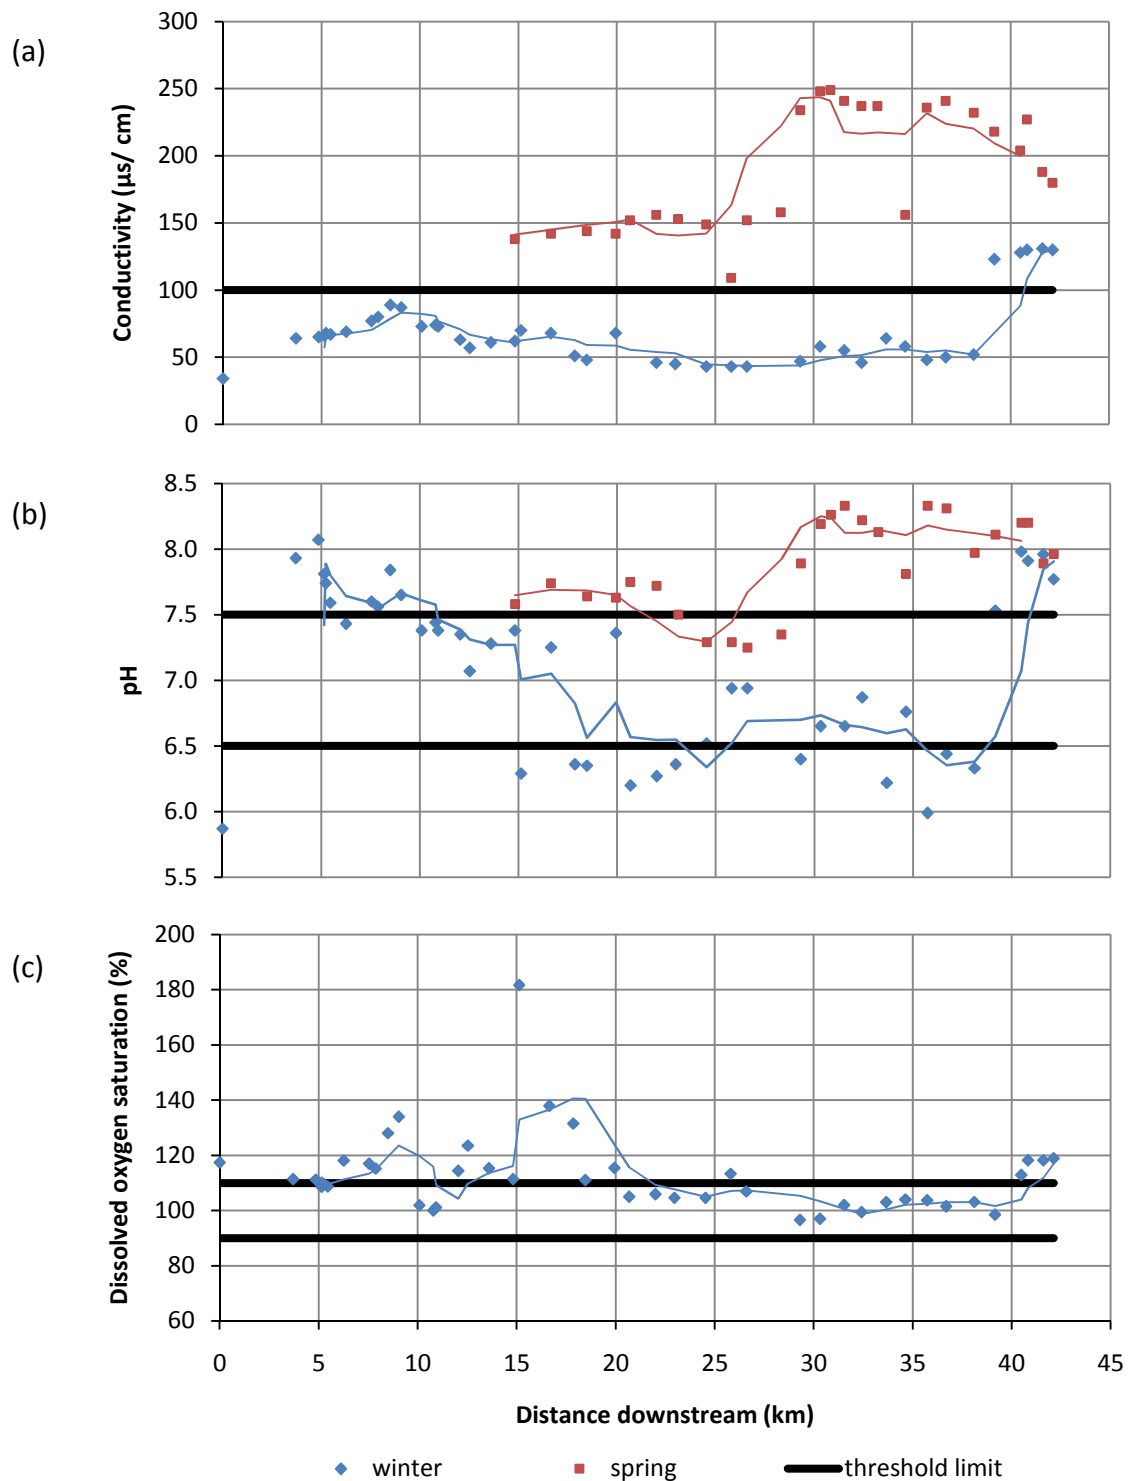 (a)
Conductivity (µs/ cm)
300
250
200
150
100
50
0
(b)
pH
8.5
8.0
7.5
7.0
6.5
6.0
5.5
(c)
Dissolved oxygen saturation (%)
200
180
160
140
120
100
80
60
0 5 10 15 20 25 30 35 40 45
Distance downstream (km)
winter spring threshold limit